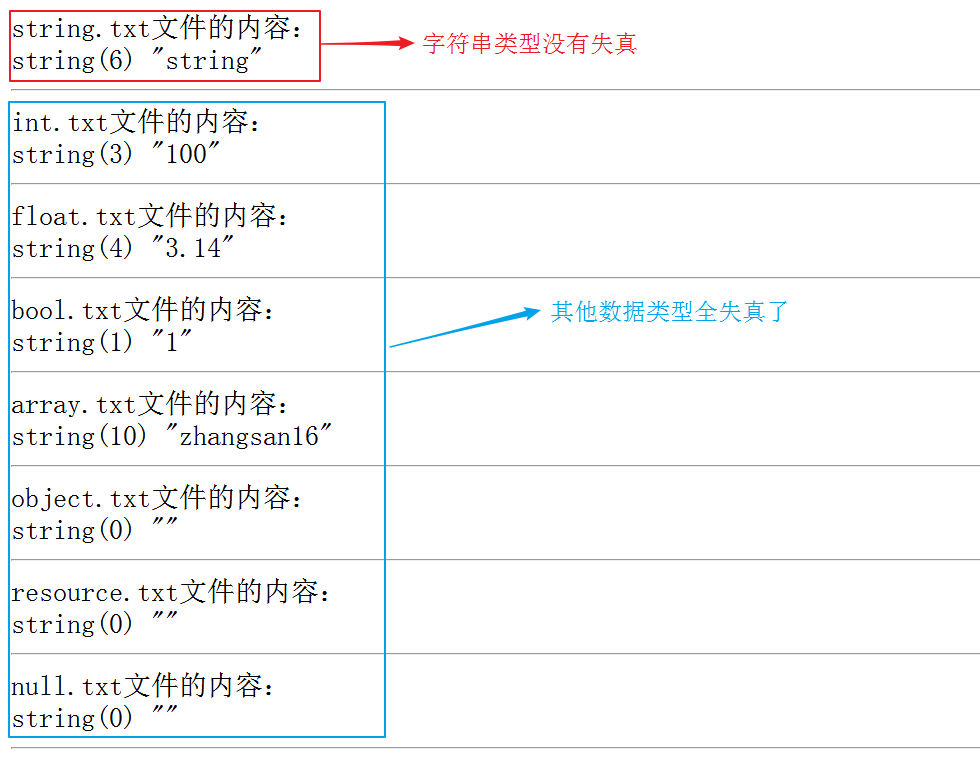 string.txt文件的内容：
string(6) "string"
字符串类型没有失真
int.txt文件的内容：
string(3) "100"
float.txt文件的内容：
string(4) "3.14"
bool.txt文件的内容：
string(1) "1"
其他数据类型全失真了
array.txt文件的内容：
string(10) "zhangsan16"
object.txt文件的内容：
string(0) ""
resource.txt文件的内容：
string(0) ""
null.txt文件的内容：
string(0) ""